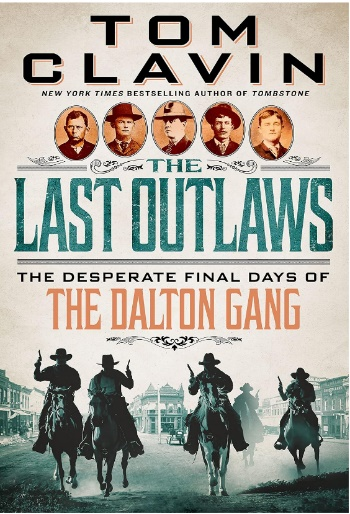 TOM
CLAVIN
NEW YORK TIMES BESTSELLING AUTHOR OF TOMBSTONE
THE
LAST OUTLAWS
THE DESPERATE FINAL DAYS OF
THE DALTON GANG